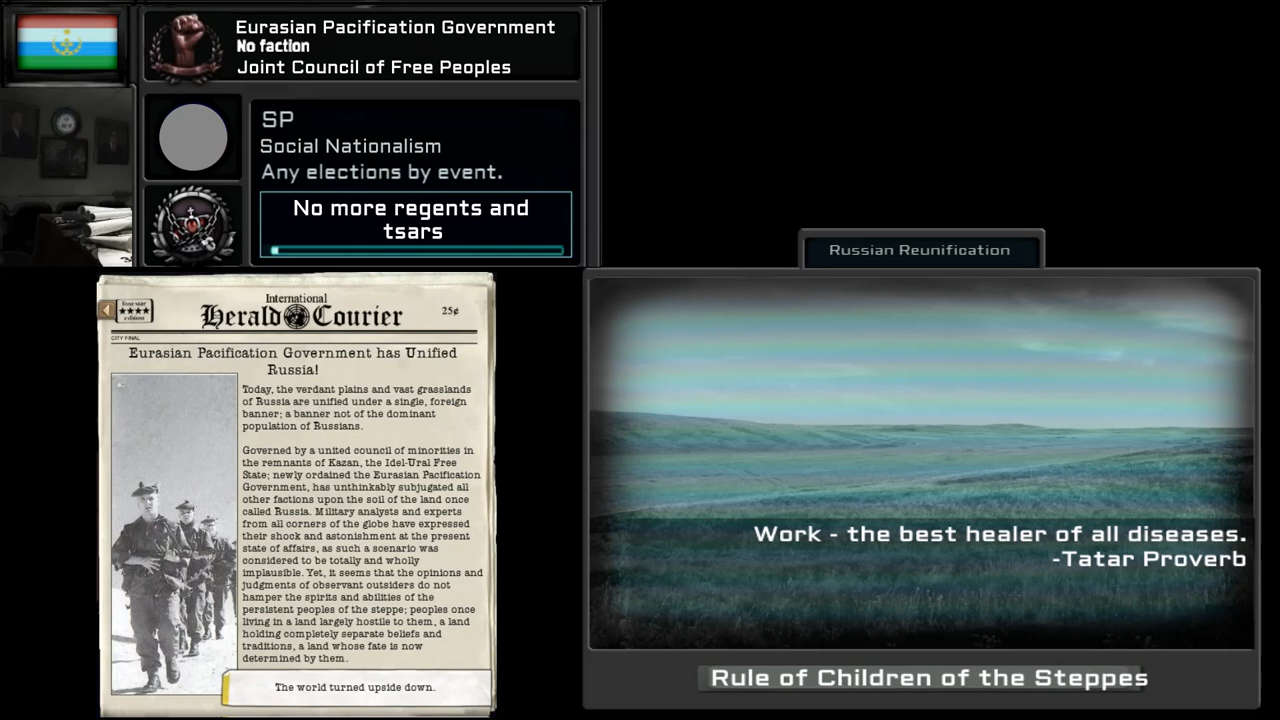 Eurasian Pacification Government
No faction
Joint Council of Free Peoples
SP
Social Nationalism
Any elections by event.
No more regents and
tsars
four star
★★★★
edition
International
Herald Courier
25¢
CITY FINAL
Eurasian Pacification Government has Unified
Russia!
Today, the verdant plains and vast grasslands
of Russia are unified under a single, foreign
banner; a banner not of the dominant
population of Russians.
Governed by a united council of minorities in
the remnants of Kazan, the Idel-Ural Free
State; newly ordained the Eurasian Pacification
Government, has unthinkably subjugated all
other factions upon the soil of the land once
called Russia. Military analysts and experts
from all corners of the globe have expressed
their shock and astonishment at the present
state of affairs, as such a scenario was
considered to be totally and wholly
implausible. Yet, it seems that the opinions and
judgments of observant outsiders do not
hamper the spirits and abilities of the
persistent peoples of the steppe; peoples once
living in a land largely hostile to them, a land
holding completely separate beliefs and
traditions, a land whose fate is now
determined by them.
The world turned upside down.
Russian Reunification
Work - the best healer of all diseases.
-Tatar Proverb
Rule of Children of the Steppes